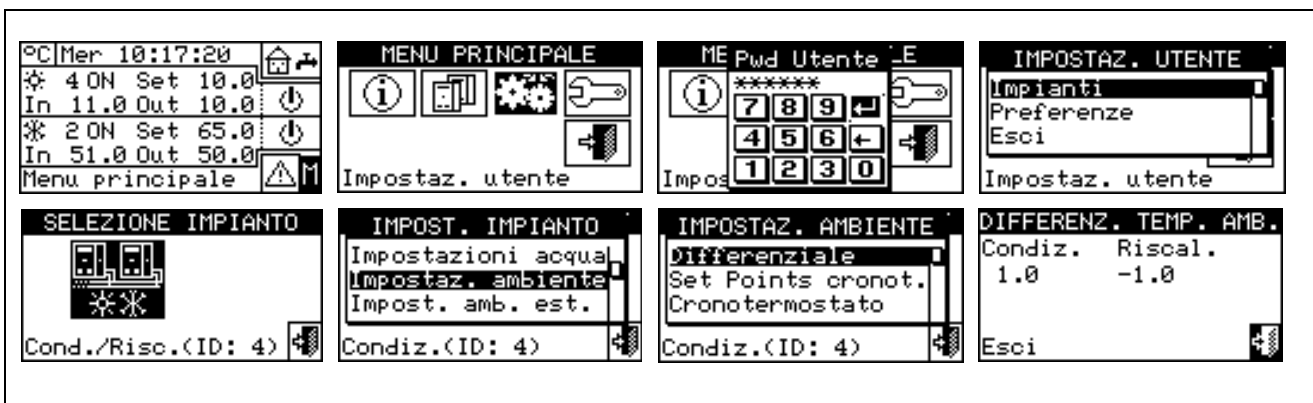 °C Mer 10:17:20
4 ON Set 10.0
In 11.0 Out 10.0
2 ON Set 65.0
In 51.0 Out 50.0
Menu principale M
MENU PRINCIPALE
i
Impostaz. utente
ME Pwd Utente LE
i ******
7 8 9
4 5 6 ←
1 2 3 0
Impos
IMPOSTAZ. UTENTE
Impianti
Preferenze
Esci
Impostaz. utente
SELEZIONE IMPIANTO
Cond./Risc.(ID: 4)
IMPOST. IMPIANTO
Impostazioni acqua
Impostaz. ambiente
Impost. amb. est.
Condiz.(ID: 4)
IMPOSTAZ. AMBIENTE
Differenziale
Set Points cronot.
Cronotermostato
Condiz.(ID: 4)
DIFFERENZ. TEMP. AMB.
Condiz. Riscal.
1.0 -1.0
Esci